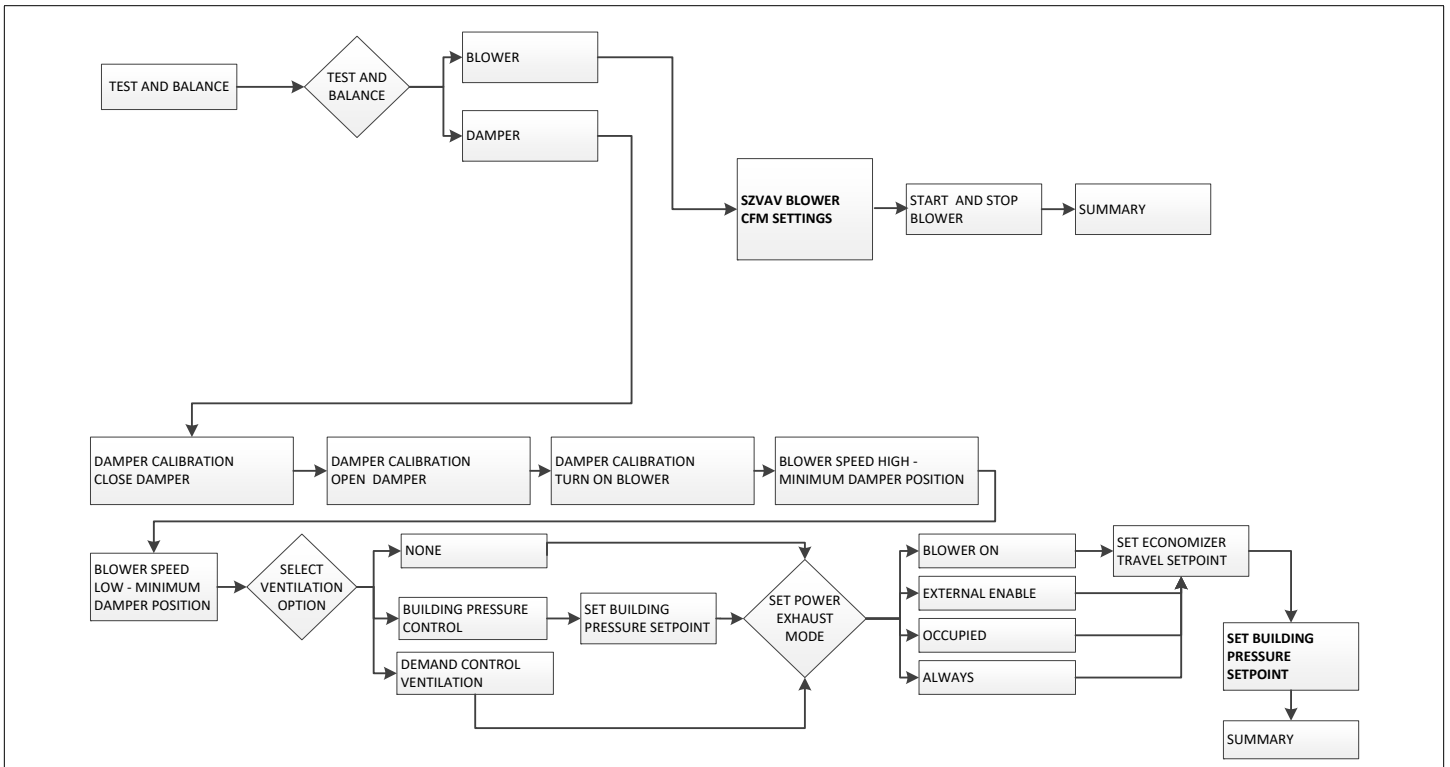 TEST AND BALANCE
TEST AND
BALANCE
BLOWER
DAMPER
SZVAV BLOWER
CFM SETTINGS
START AND STOP
BLOWER
SUMMARY
DAMPER CALIBRATION
CLOSE DAMPER
DAMPER CALIBRATION
OPEN DAMPER
DAMPER CALIBRATION
TURN ON BLOWER
BLOWER SPEED HIGH -
MINIMUM DAMPER POSITION
BLOWER SPEED
LOW - MINIMUM
DAMPER POSITION
SELECT
VENTILATION
OPTION
NONE
BUILDING PRESSURE
CONTROL
SET BUILDING
PRESSURE SETPOINT
DEMAND CONTROL
VENTILATION
SET POWER
EXHAUST
MODE
BLOWER ON
EXTERNAL ENABLE
OCCUPIED
ALWAYS
SET ECONOMIZER
TRAVEL SETPOINT
SET BUILDING
PRESSURE
SETPOINT
SUMMARY